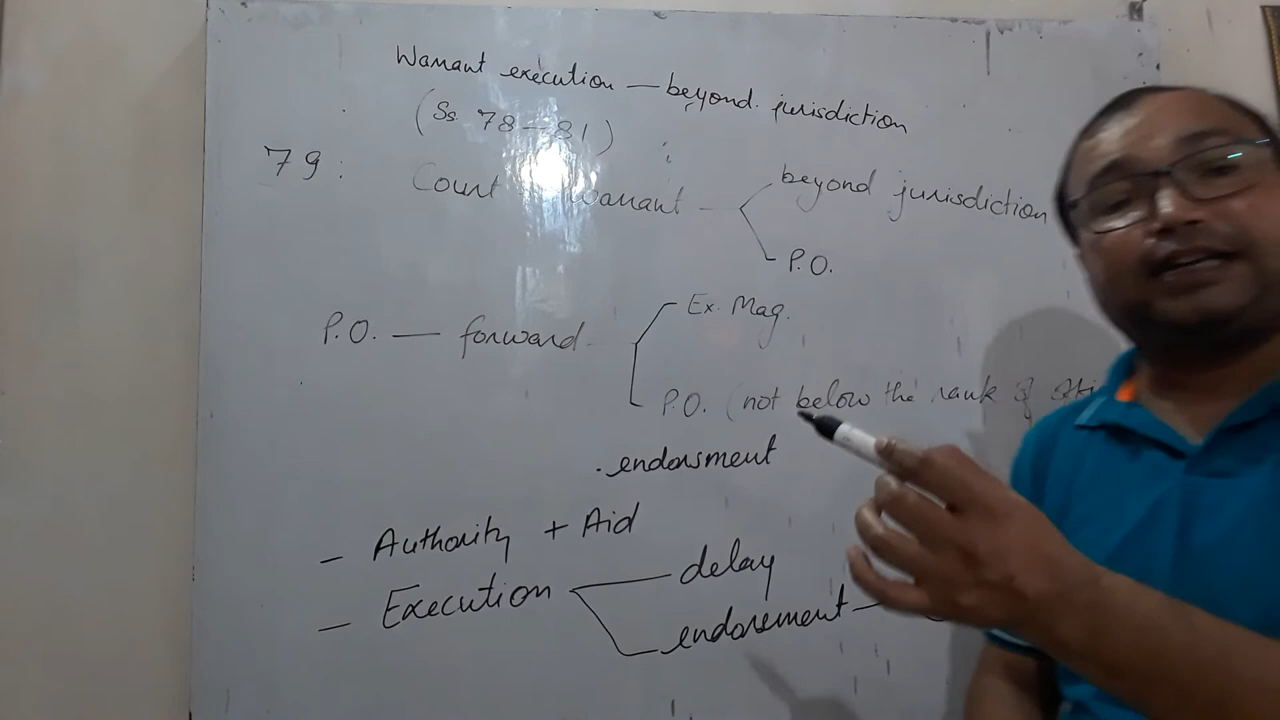 Warrant execution — beyond jurisdiction
(Ss. 78 – 81)
79: Court warrant – beyond jurisdiction
P.O.
P.O. — forward Ex. Mag.
P.O. (not below the rank of
endorsment
– Authority + Aid
– Execution delay
endorsement –